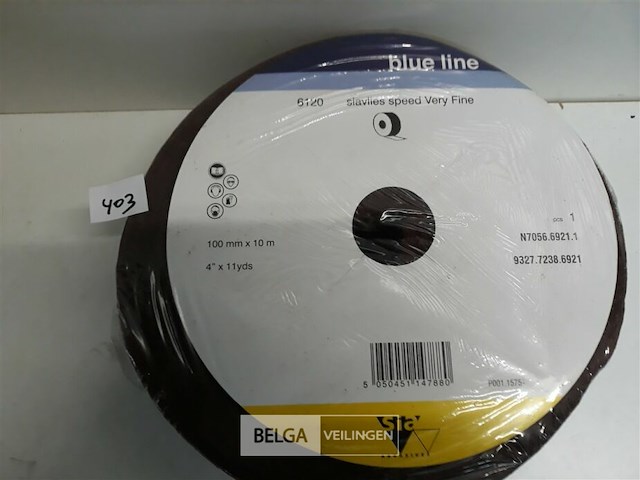 blue line
6120 siavlies speed Very Fine
403
pcs 1
100 mm x 10 m
N7056.6921.1
4" x 11yds
9327.7238.6921
5 050451 147880
P001.1575
sia
BELGA VEILINGEN